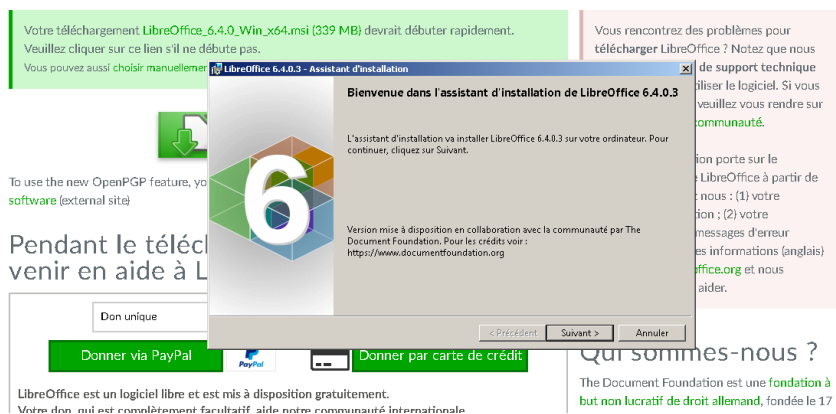 Votre téléchargement LibreOffice_6.4.0_Win_x64.msi (339 MB) devrait débuter rapidement.
Veuillez cliquer sur ce lien s'il ne débute pas.
Vous pouvez aussi choisir
LibreOffice 6.4.0.3 - Assistant d'installation
Bienvenue dans l'assistant d'installation de LibreOffice 6.4.0.3
L'assistant d'installation va installer LibreOffice 6.4.0.3 sur votre ordinateur. Pour
continuer, cliquez sur Suivant.
6
Version mise à disposition en collaboration avec la communauté par The
Document Foundation. Pour les crédits voir :
https://www.documentfoundation.org
< Précédent
Suivant >
Annuler
To use the new OpenPGP feature,
software (external site)
Pendant le
venir en aide à
Don unique
Donner via PayPal
PayPal
Donner par carte de crédit
LibreOffice est un logiciel libre et est mis à disposition gratuitement.
Votre don, qui est complètement facultatif, aide notre communauté internationale
Vous rencontrez des problèmes pour
télécharger LibreOffice ? Notez que nous
de support technique
utiliser le logiciel. Si vous
veuillez vous rendre sur
communauté.
porte sur le
LibreOffice à partir de
nous : (1) votre
; (2) votre
messages d'erreur
informations (anglais)
et nous
aider.
Qui sommes-nous ?
The Document Foundation est une fondation à
but non lucratif de droit allemand, fondée le 17